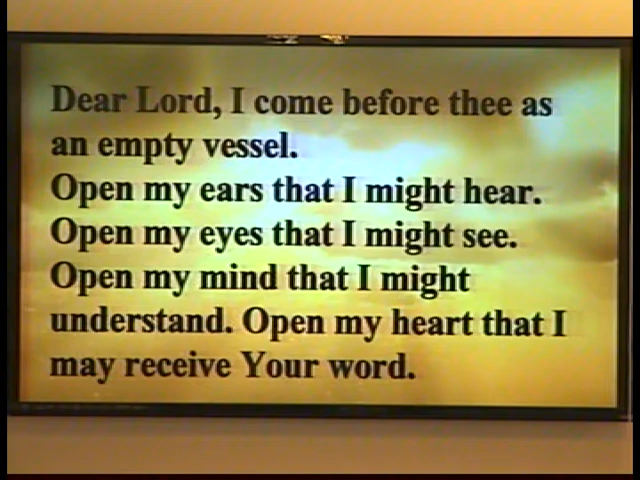 Dear Lord, I come before thee as
an empty vessel.
Open my ears that I might hear.
Open my eyes that I might see.
Open my mind that I might
understand. Open my heart that I
may receive Your word.